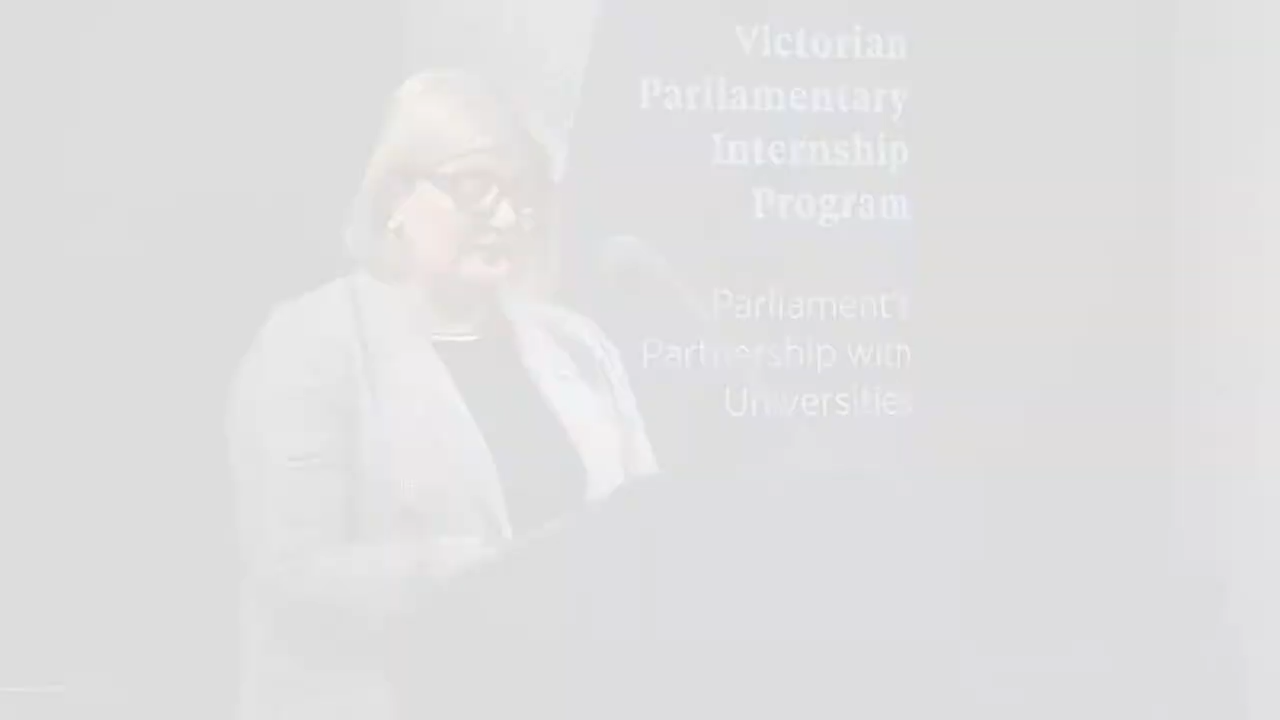 Victorian
Parliamentary
Internship
Program
Parliament's
Partnership with
Universities